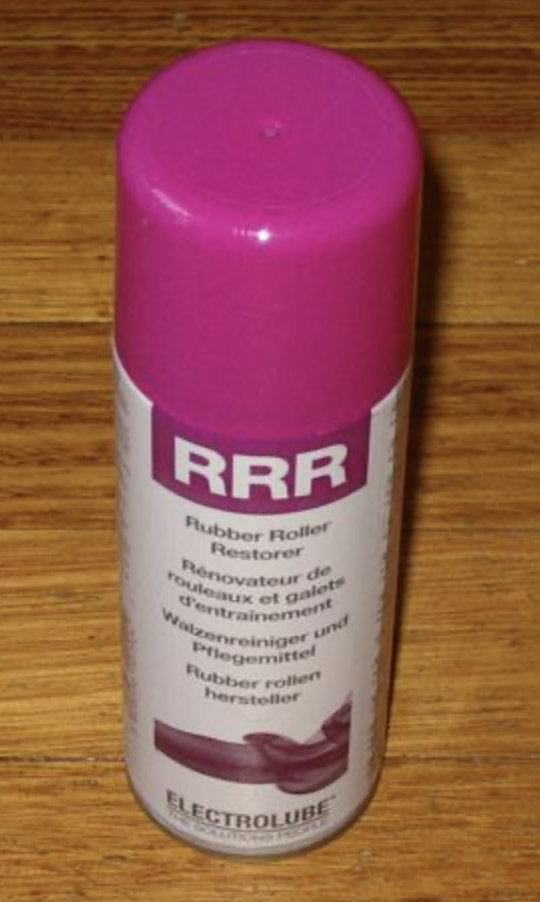 RRR
Rubber Roller
Restorer
Rénovateur de
rouleaux et galets
d'entraînement
Walzenreiniger und
Pflegemittel
Rubber rollen
hersteller
ELECTROLUBE
THE SOLUTIONS PEOPLE